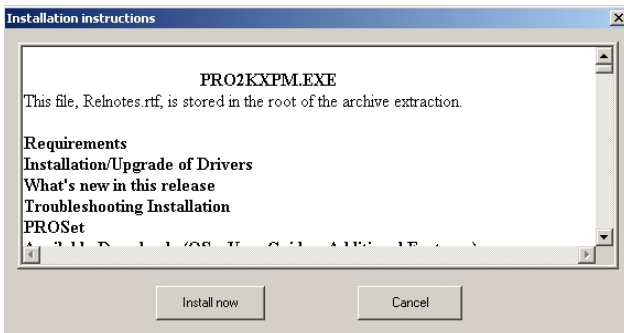 Installation instructions
PRO2KXPM.EXE
This file, Relnotes.rtf, is stored in the root of the archive extraction.
Requirements
Installation/Upgrade of Drivers
What's new in this release
Troubleshooting Installation
PROSet
Install now
Cancel